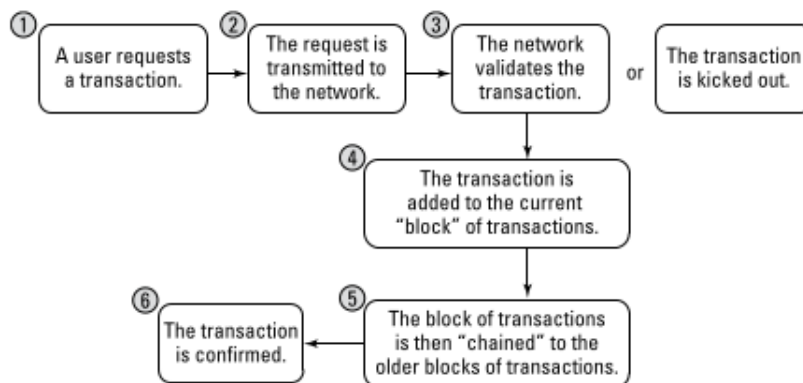 1
A user requests
a transaction.
2
The request is
transmitted to
the network.
3
The network
validates the
transaction.
or
The transaction
is kicked out.
4
The transaction is
added to the current
“block” of transactions.
5
The block of transactions
is then “chained” to the
older blocks of transactions.
6
The transaction
is confirmed.